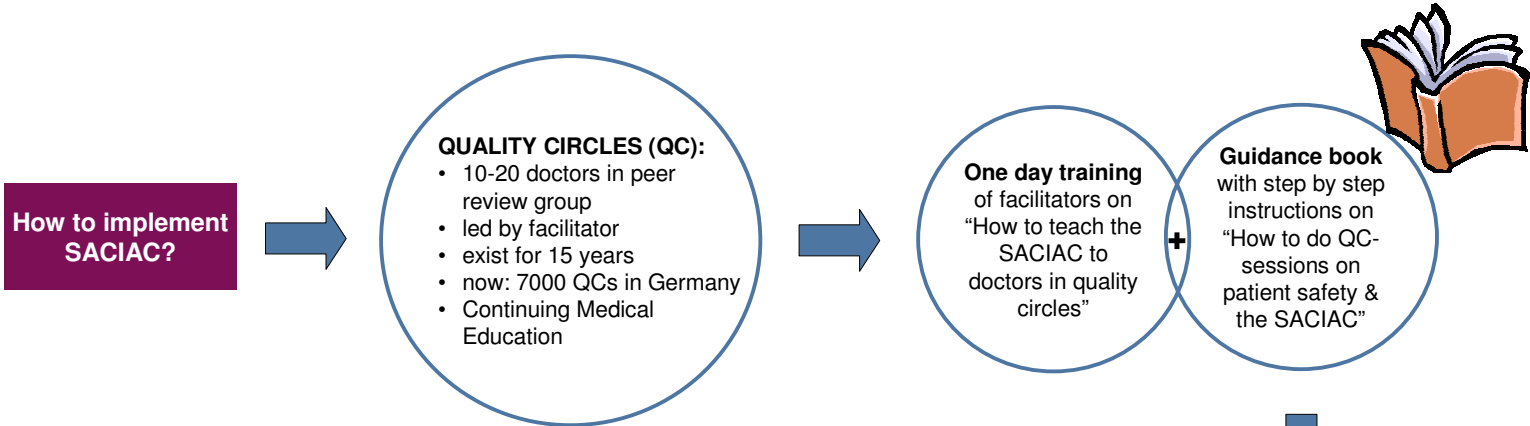 How to implement
SACIAC?
QUALITY CIRCLES (QC):
• 10-20 doctors in peer
review group
• led by facilitator
• exist for 15 years
• now: 7000 QCs in Germany
• Continuing Medical
Education
One day training
of facilitators on
“How to teach the
SACIAC to
doctors in quality
circles”
+
Guidance book
with step by step
instructions on
“How to do QC-
sessions on
patient safety &
the SACIAC”